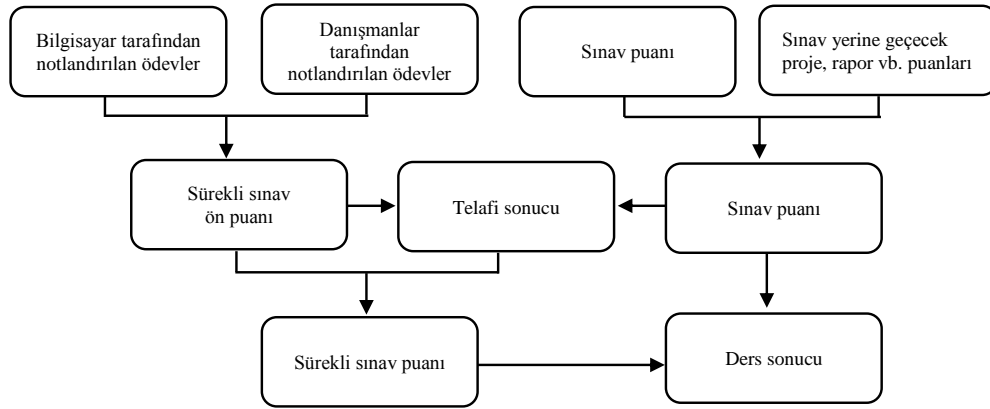 Bilgisayar tarafından
notlandırılan ödevler
Danışmanlar
tarafından
notlandırılan ödevler
Sınav puanı
Sınav yerine geçecek
proje, rapor vb. puanları
Sürekli sınav
ön puanı
Telafi sonucu
Sınav puanı
Sürekli sınav puanı
Ders sonucu